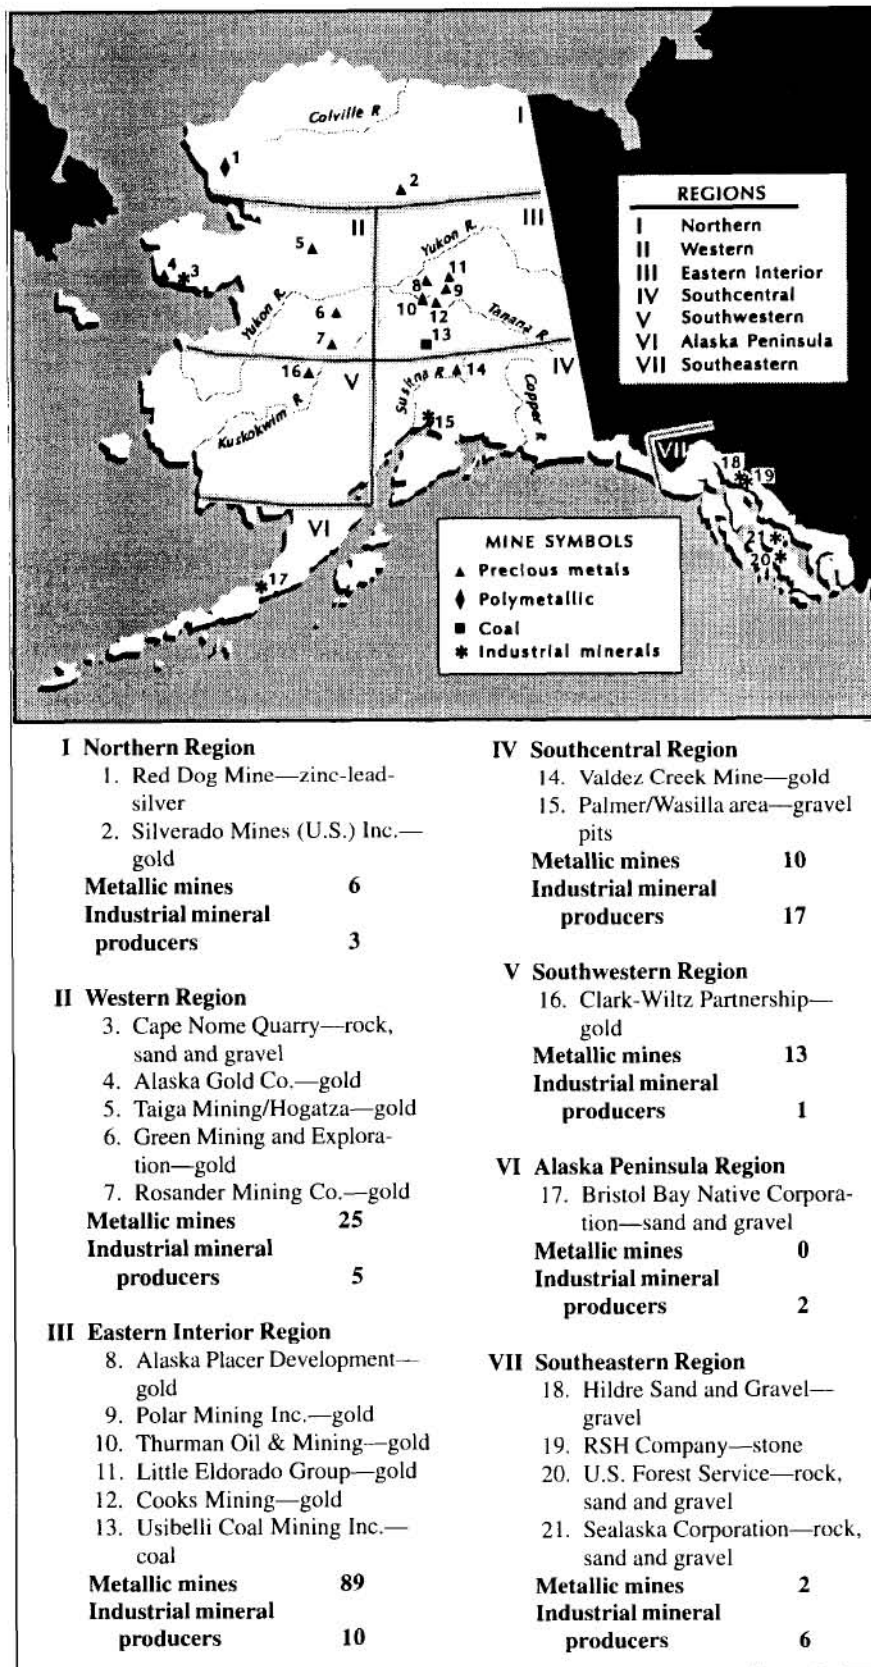 Colville R
I
1
2
II
III
5
Yukon R.
4
3
11
8
9
10
12
Yukon R.
6
Tanana R
13
7
16
V
Susitna R
14
IV
Kuskokwim R
15
Copper R
VII
18
19
VI
21
20
17
REGIONS
I Northern
II Western
III Eastern Interior
IV Southcentral
V Southwestern
VI Alaska Peninsula
VII Southeastern
MINE SYMBOLS
▲ Precious metals
♦ Polymetallic
■ Coal
* Industrial minerals
I Northern Region
1. Red Dog Mine—zinc-lead-
silver
2. Silverado Mines (U.S.) Inc.—
gold
Metallic mines 6
Industrial mineral
producers 3
II Western Region
3. Cape Nome Quarry—rock,
sand and gravel
4. Alaska Gold Co.—gold
5. Taiga Mining/Hogatza—gold
6. Green Mining and Explora-
tion—gold
7. Rosander Mining Co.—gold
Metallic mines 25
Industrial mineral
producers 5
III Eastern Interior Region
8. Alaska Placer Development—
gold
9. Polar Mining Inc.—gold
10. Thurman Oil & Mining—gold
11. Little Eldorado Group—gold
12. Cooks Mining—gold
13. Usibelli Coal Mining Inc.—
coal
Metallic mines 89
Industrial mineral
producers 10
IV Southcentral Region
14. Valdez Creek Mine—gold
15. Palmer/Wasilla area—gravel
pits
Metallic mines 10
Industrial mineral
producers 17
V Southwestern Region
16. Clark-Wiltz Partnership—
gold
Metallic mines 13
Industrial mineral
producers 1
VI Alaska Peninsula Region
17. Bristol Bay Native Corpora-
tion—sand and gravel
Metallic mines 0
Industrial mineral
producers 2
VII Southeastern Region
18. Hildre Sand and Gravel—
gravel
19. RSH Company—stone
20. U.S. Forest Service—rock,
sand and gravel
21. Sealaska Corporation—rock,
sand and gravel
Metallic mines 2
Industrial mineral
producers 6